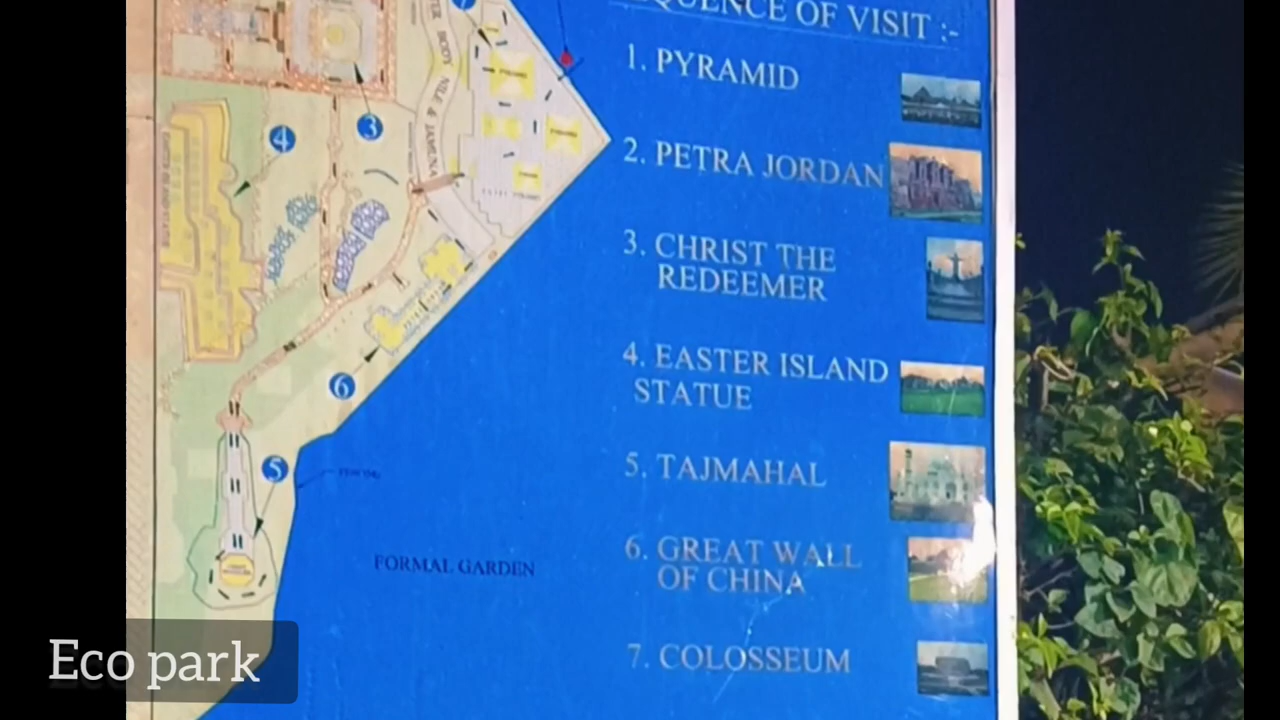 QUENCE OF VISIT :-
1. PYRAMID
2. PETRA JORDAN
3. CHRIST THE
REDEEMER
4. EASTER ISLAND
STATUE
5. TAJMAHAL
6. GREAT WALL
OF CHINA
7. COLOSSEUM
3
4
6
5
FORMAL GARDEN
Eco park